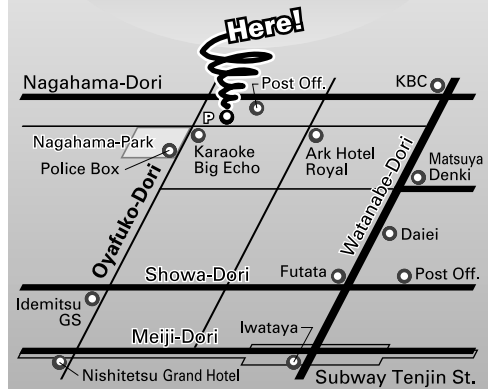 Here!
Nagahama-Dori
Post Off.
KBC
P
Nagahama-Park
Police Box
Karaoke
Big Echo
Ark Hotel
Royal
Matsuya
Denki
Oyafuko-Dori
Watanabe-Dori
Daiei
Showa-Dori
Futata
Post Off.
Idemitsu
GS
Meiji-Dori
Iwataya
Nishitetsu Grand Hotel
Subway Tenjin St.